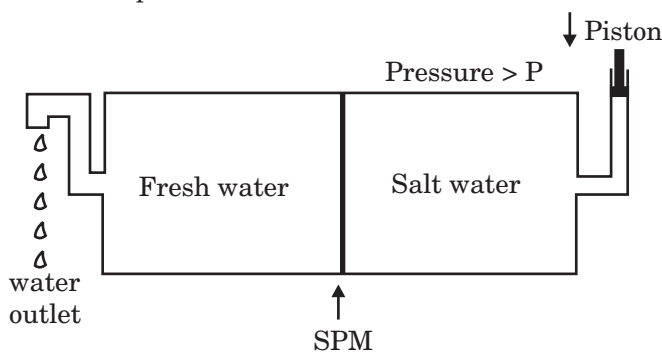 Piston
Pressure > P
Fresh water
Salt water
water
outlet
SPM